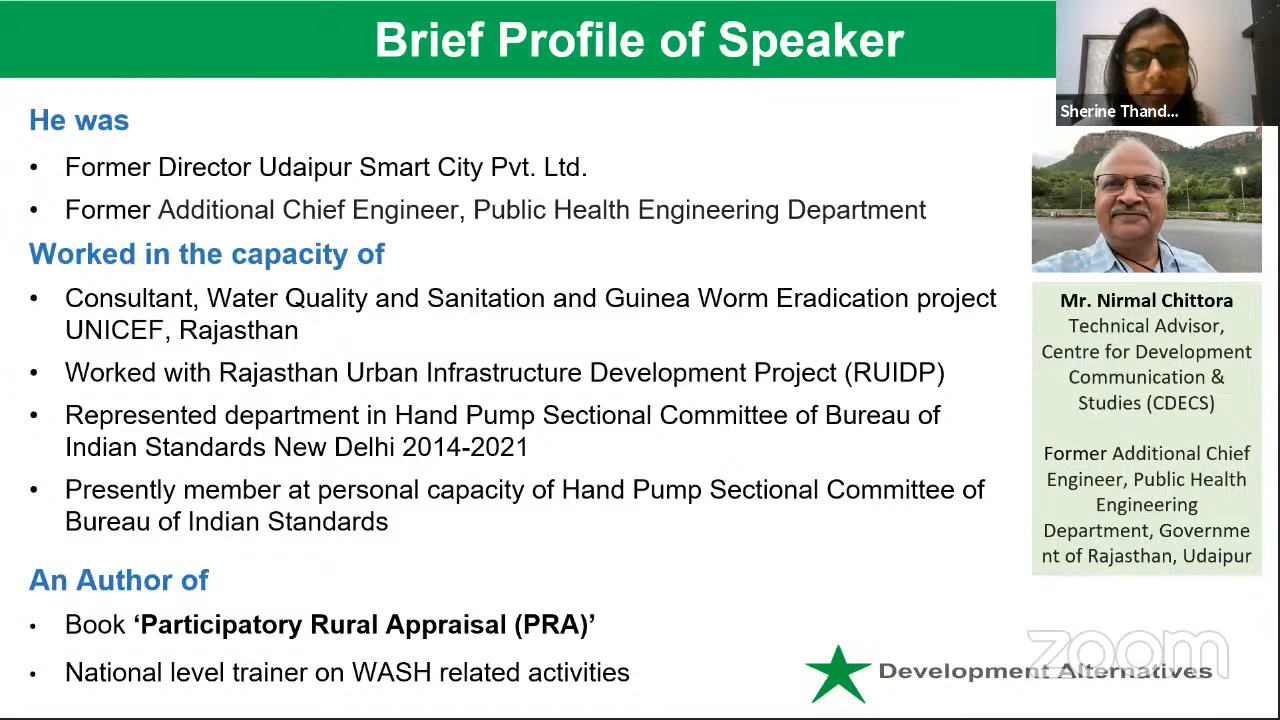 Brief Profile of Speaker
Sherine Thand...
He was
• Former Director Udaipur Smart City Pvt. Ltd.
• Former Additional Chief Engineer, Public Health Engineering Department
Worked in the capacity of
• Consultant, Water Quality and Sanitation and Guinea Worm Eradication project
UNICEF, Rajasthan
• Worked with Rajasthan Urban Infrastructure Development Project (RUIDP)
• Represented department in Hand Pump Sectional Committee of Bureau of
Indian Standards New Delhi 2014-2021
• Presently member at personal capacity of Hand Pump Sectional Committee of
Bureau of Indian Standards
An Author of
• Book ‘Participatory Rural Appraisal (PRA)’
• National level trainer on WASH related activities
Mr. Nirmal Chittora
Technical Advisor,
Centre for Development
Communication &
Studies (CDECS)
Former Additional Chief
Engineer, Public Health
Engineering
Department, Governme
nt of Rajasthan, Udaipur
Development Alternatives
zoom